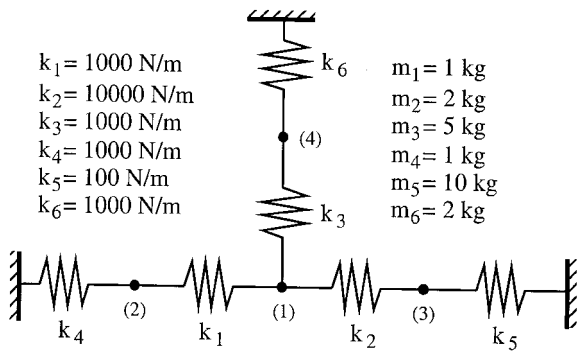 k₁= 1000 N/m
k₂= 10000 N/m
k₃= 1000 N/m
k₄= 1000 N/m
k₅= 100 N/m
k₆= 1000 N/m
k₆
(4)
k₃
m₁= 1 kg
m₂= 2 kg
m₃= 5 kg
m₄= 1 kg
m₅= 10 kg
m₆= 2 kg
(2)
(1)
(3)
k₄
k₁
k₂
k₅